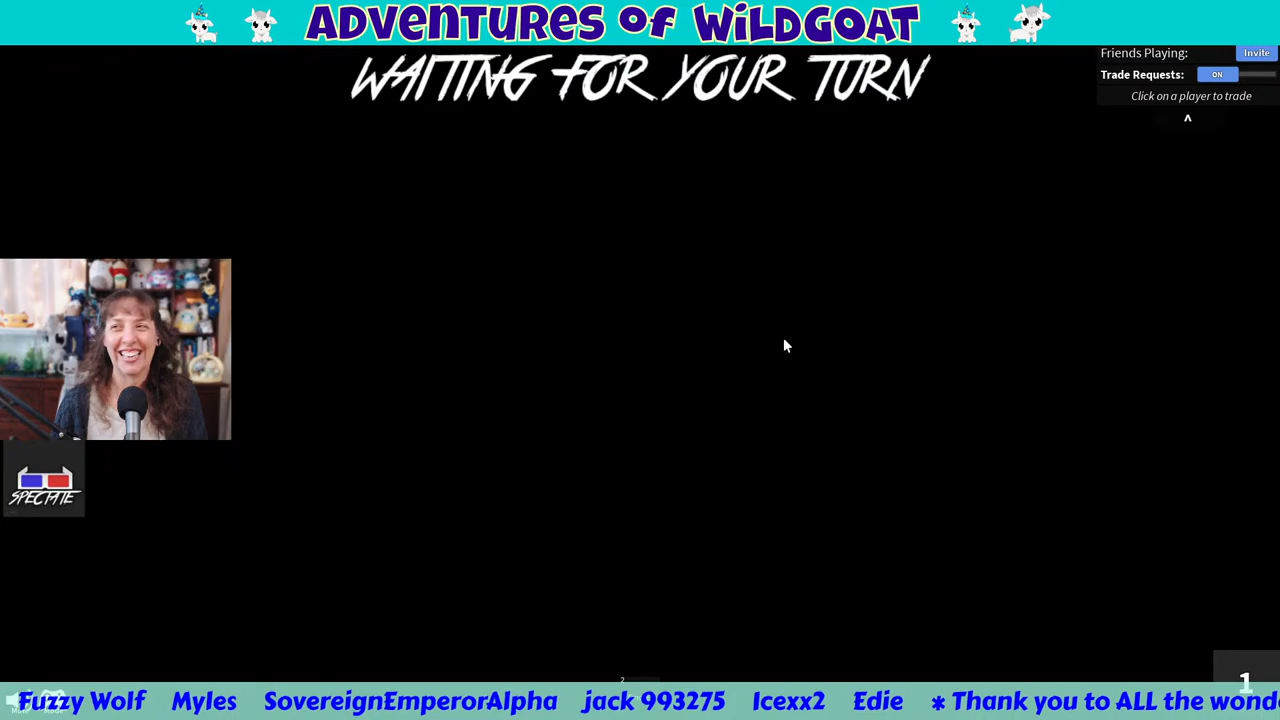 ADVENTURES OF WILDGOAT
WAITING FOR YOUR TURN
Friends Playing: Invite
Trade Requests: ON
Click on a player to trade
^
SPECTATE
2
1
Fuzzy Wolf Myles SovereignEmperorAlpha jack 993275 Icexx2 Edie * Thank you to ALL the wond